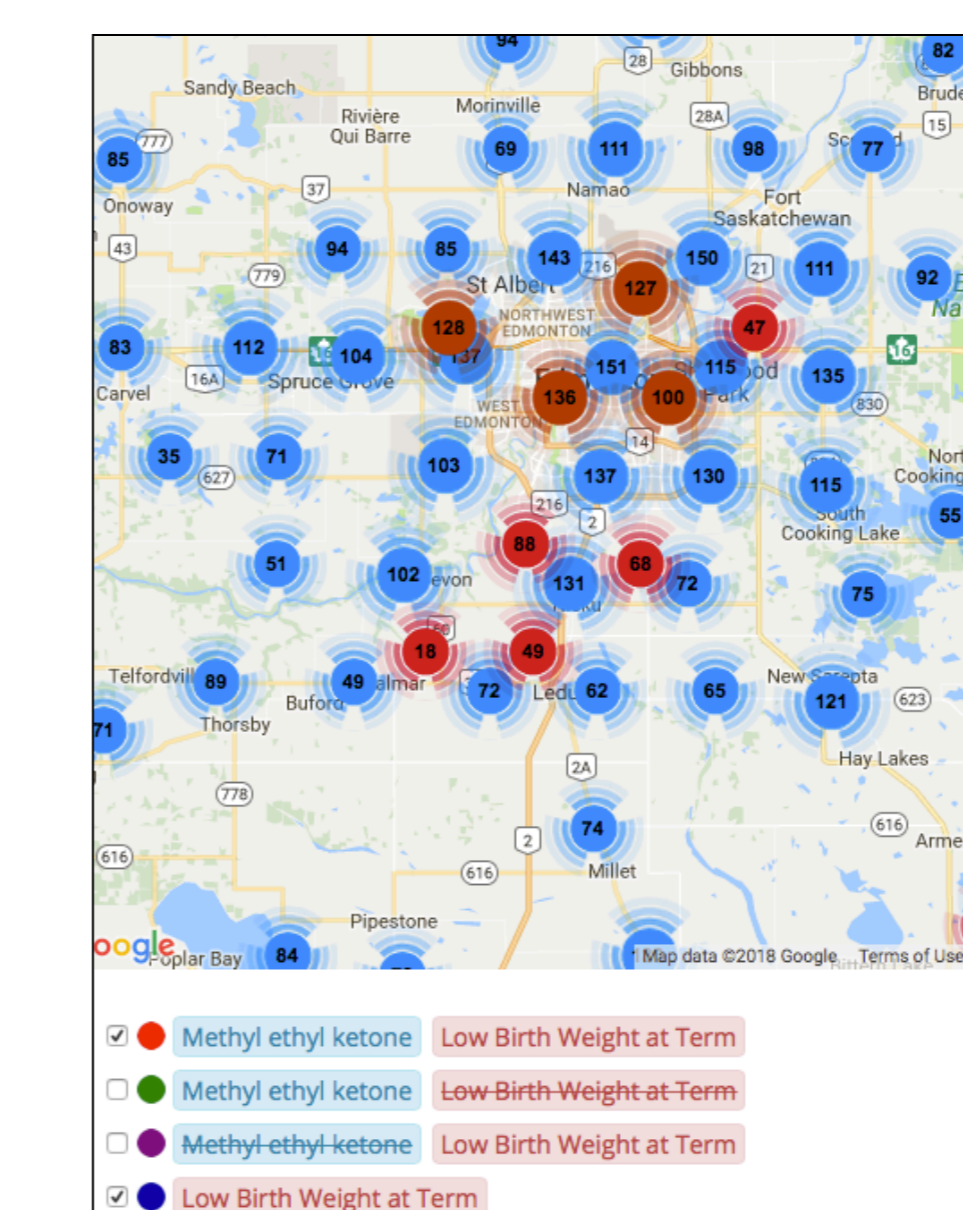 94
28
Gibbons
82
Sandy Beach
Morinville
Rivière
Qui Barre
28A
15
777
85
69
111
98
77
37
Namao
Onoway
Fort
Saskatchewan
43
94
85
143
216
150
21
111
92
779
St Albert
127
NORTHWEST
EDMONTON
128
47
83
112
16
104
137
151
115
16
135
16A
Spruce Grove
Carvel
136
100
Park
830
WEST
EDMONTON
14
35
71
103
137
130
115
55
627
216
2
South
Cooking Lake
88
51
102
131
68
72
75
18
49
Telfordvill
89
Buford
49
72
62
65
New Sarepta
121
623
71
Thorsby
Hay Lakes
2A
778
74
2
616
616
616
Millet
Pipestone
84
Poplar Bay
Map data ©2018 Google
Terms of Use
Methyl ethyl ketone Low Birth Weight at Term
Methyl ethyl ketone Low Birth Weight at Term
Methyl ethyl ketone Low Birth Weight at Term
Low Birth Weight at Term